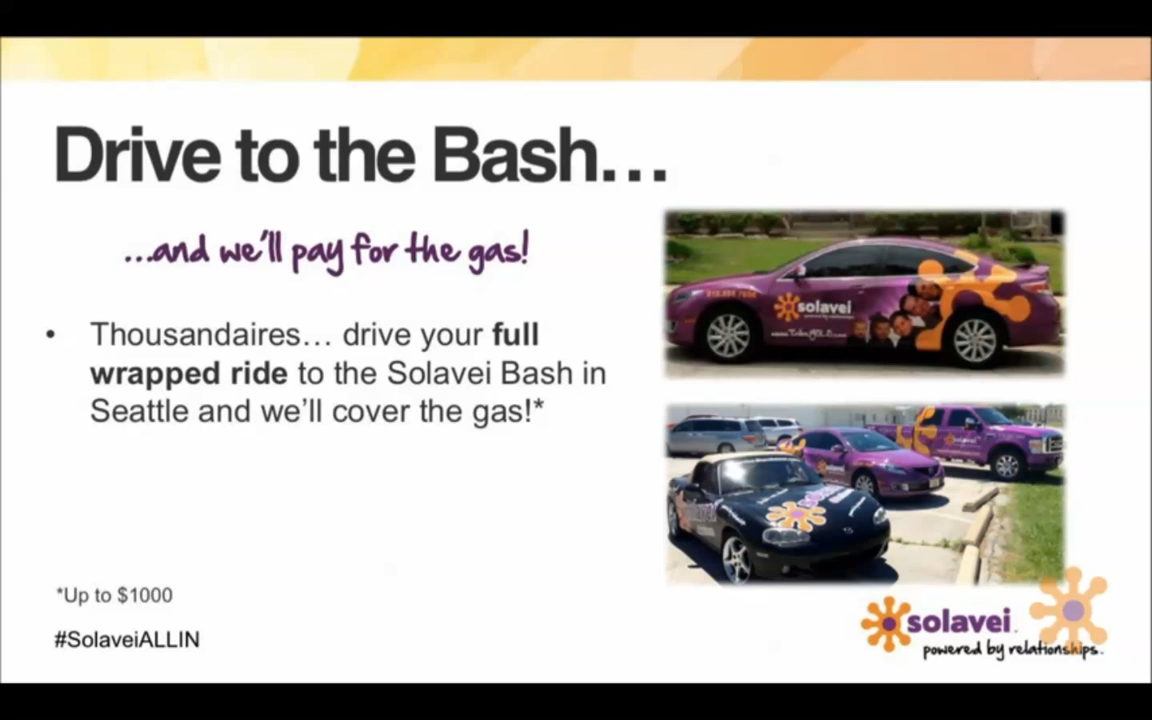 Drive to the Bash…
...and we'll pay for the gas!
• Thousandaires… drive your full
wrapped ride to the Solavei Bash in
Seattle and we'll cover the gas!*
solavei
solavei
*Up to $1000
#SolaveiALLIN
solavei
powered by relationships.